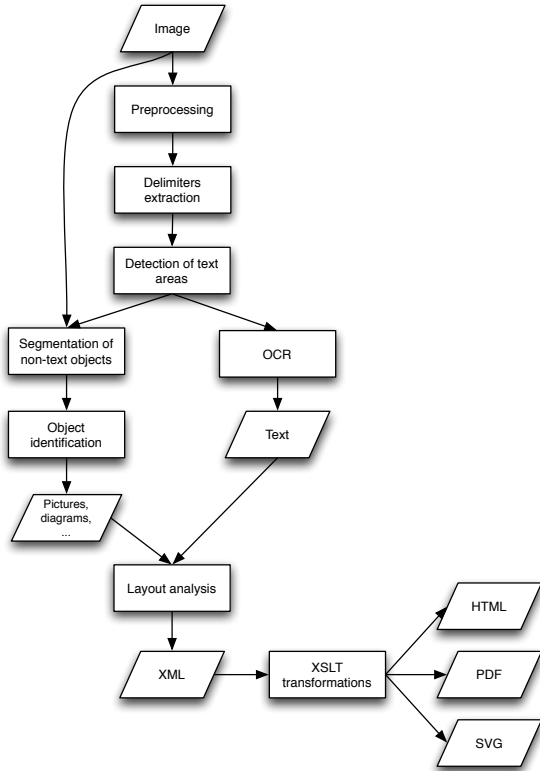 Image
Preprocessing
Delimiters
extraction
Detection of text
areas
Segmentation of
non-text objects
OCR
Object
identification
Text
Pictures,
diagrams,
...
Layout analysis
HTML
XML
XSLT
transformations
PDF
SVG